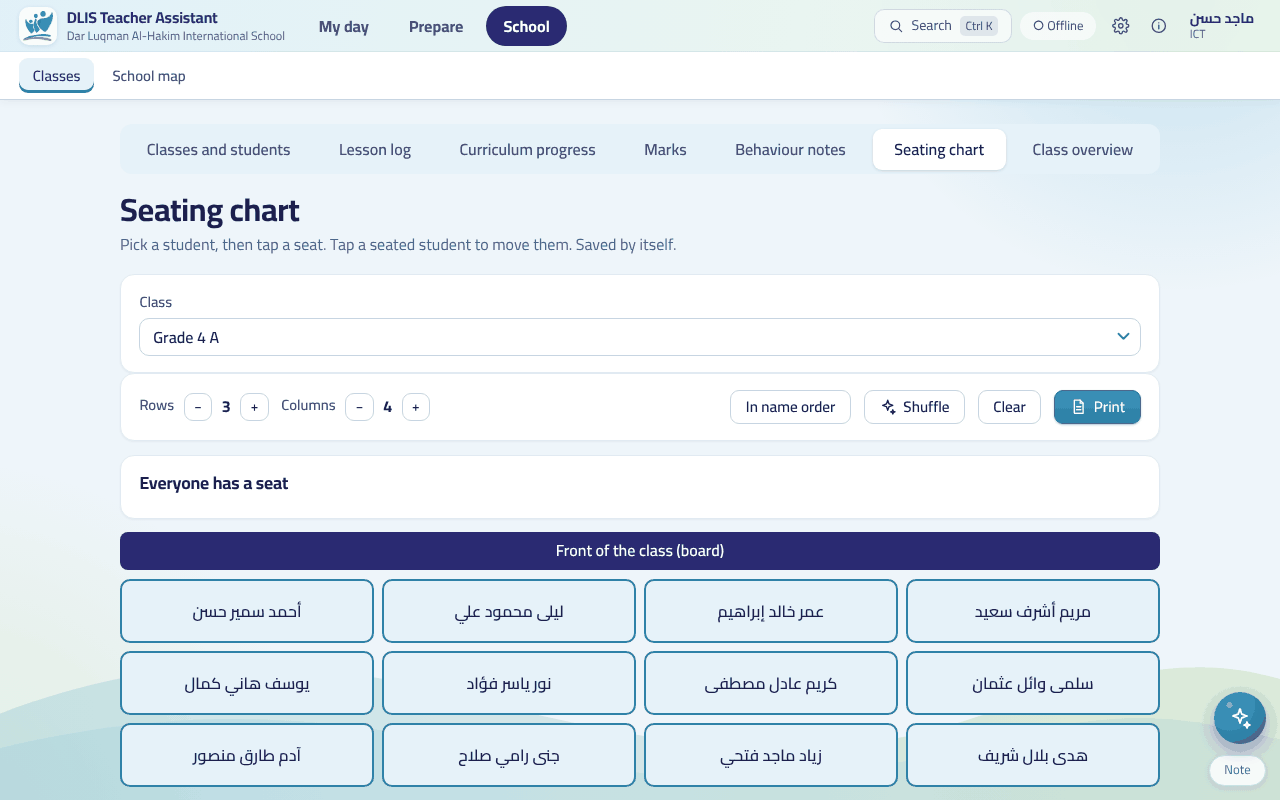 DLIS Teacher Assistant
Dar Luqman Al-Hakim International School
My day
Prepare
School
Search Ctrl K
Offline
ماجد حسن
ICT
Classes
School map
Classes and students
Lesson log
Curriculum progress
Marks
Behaviour notes
Seating chart
Class overview
Seating chart
Pick a student, then tap a seat. Tap a seated student to move them. Saved by itself.
Class
Grade 4 A
Rows − 3 + Columns − 4 +
In name order
Shuffle
Clear
Print
Everyone has a seat
Front of the class (board)
أحمد سمير حسن
ليلى محمود علي
عمر خالد إبراهيم
مريم أشرف سعيد
يوسف هاني كمال
نور ياسر فؤاد
كريم عادل مصطفى
سلمى وائل عثمان
آدم طارق منصور
جنى رامي صلاح
زياد ماجد فتحي
هدى بلال شريف
Note